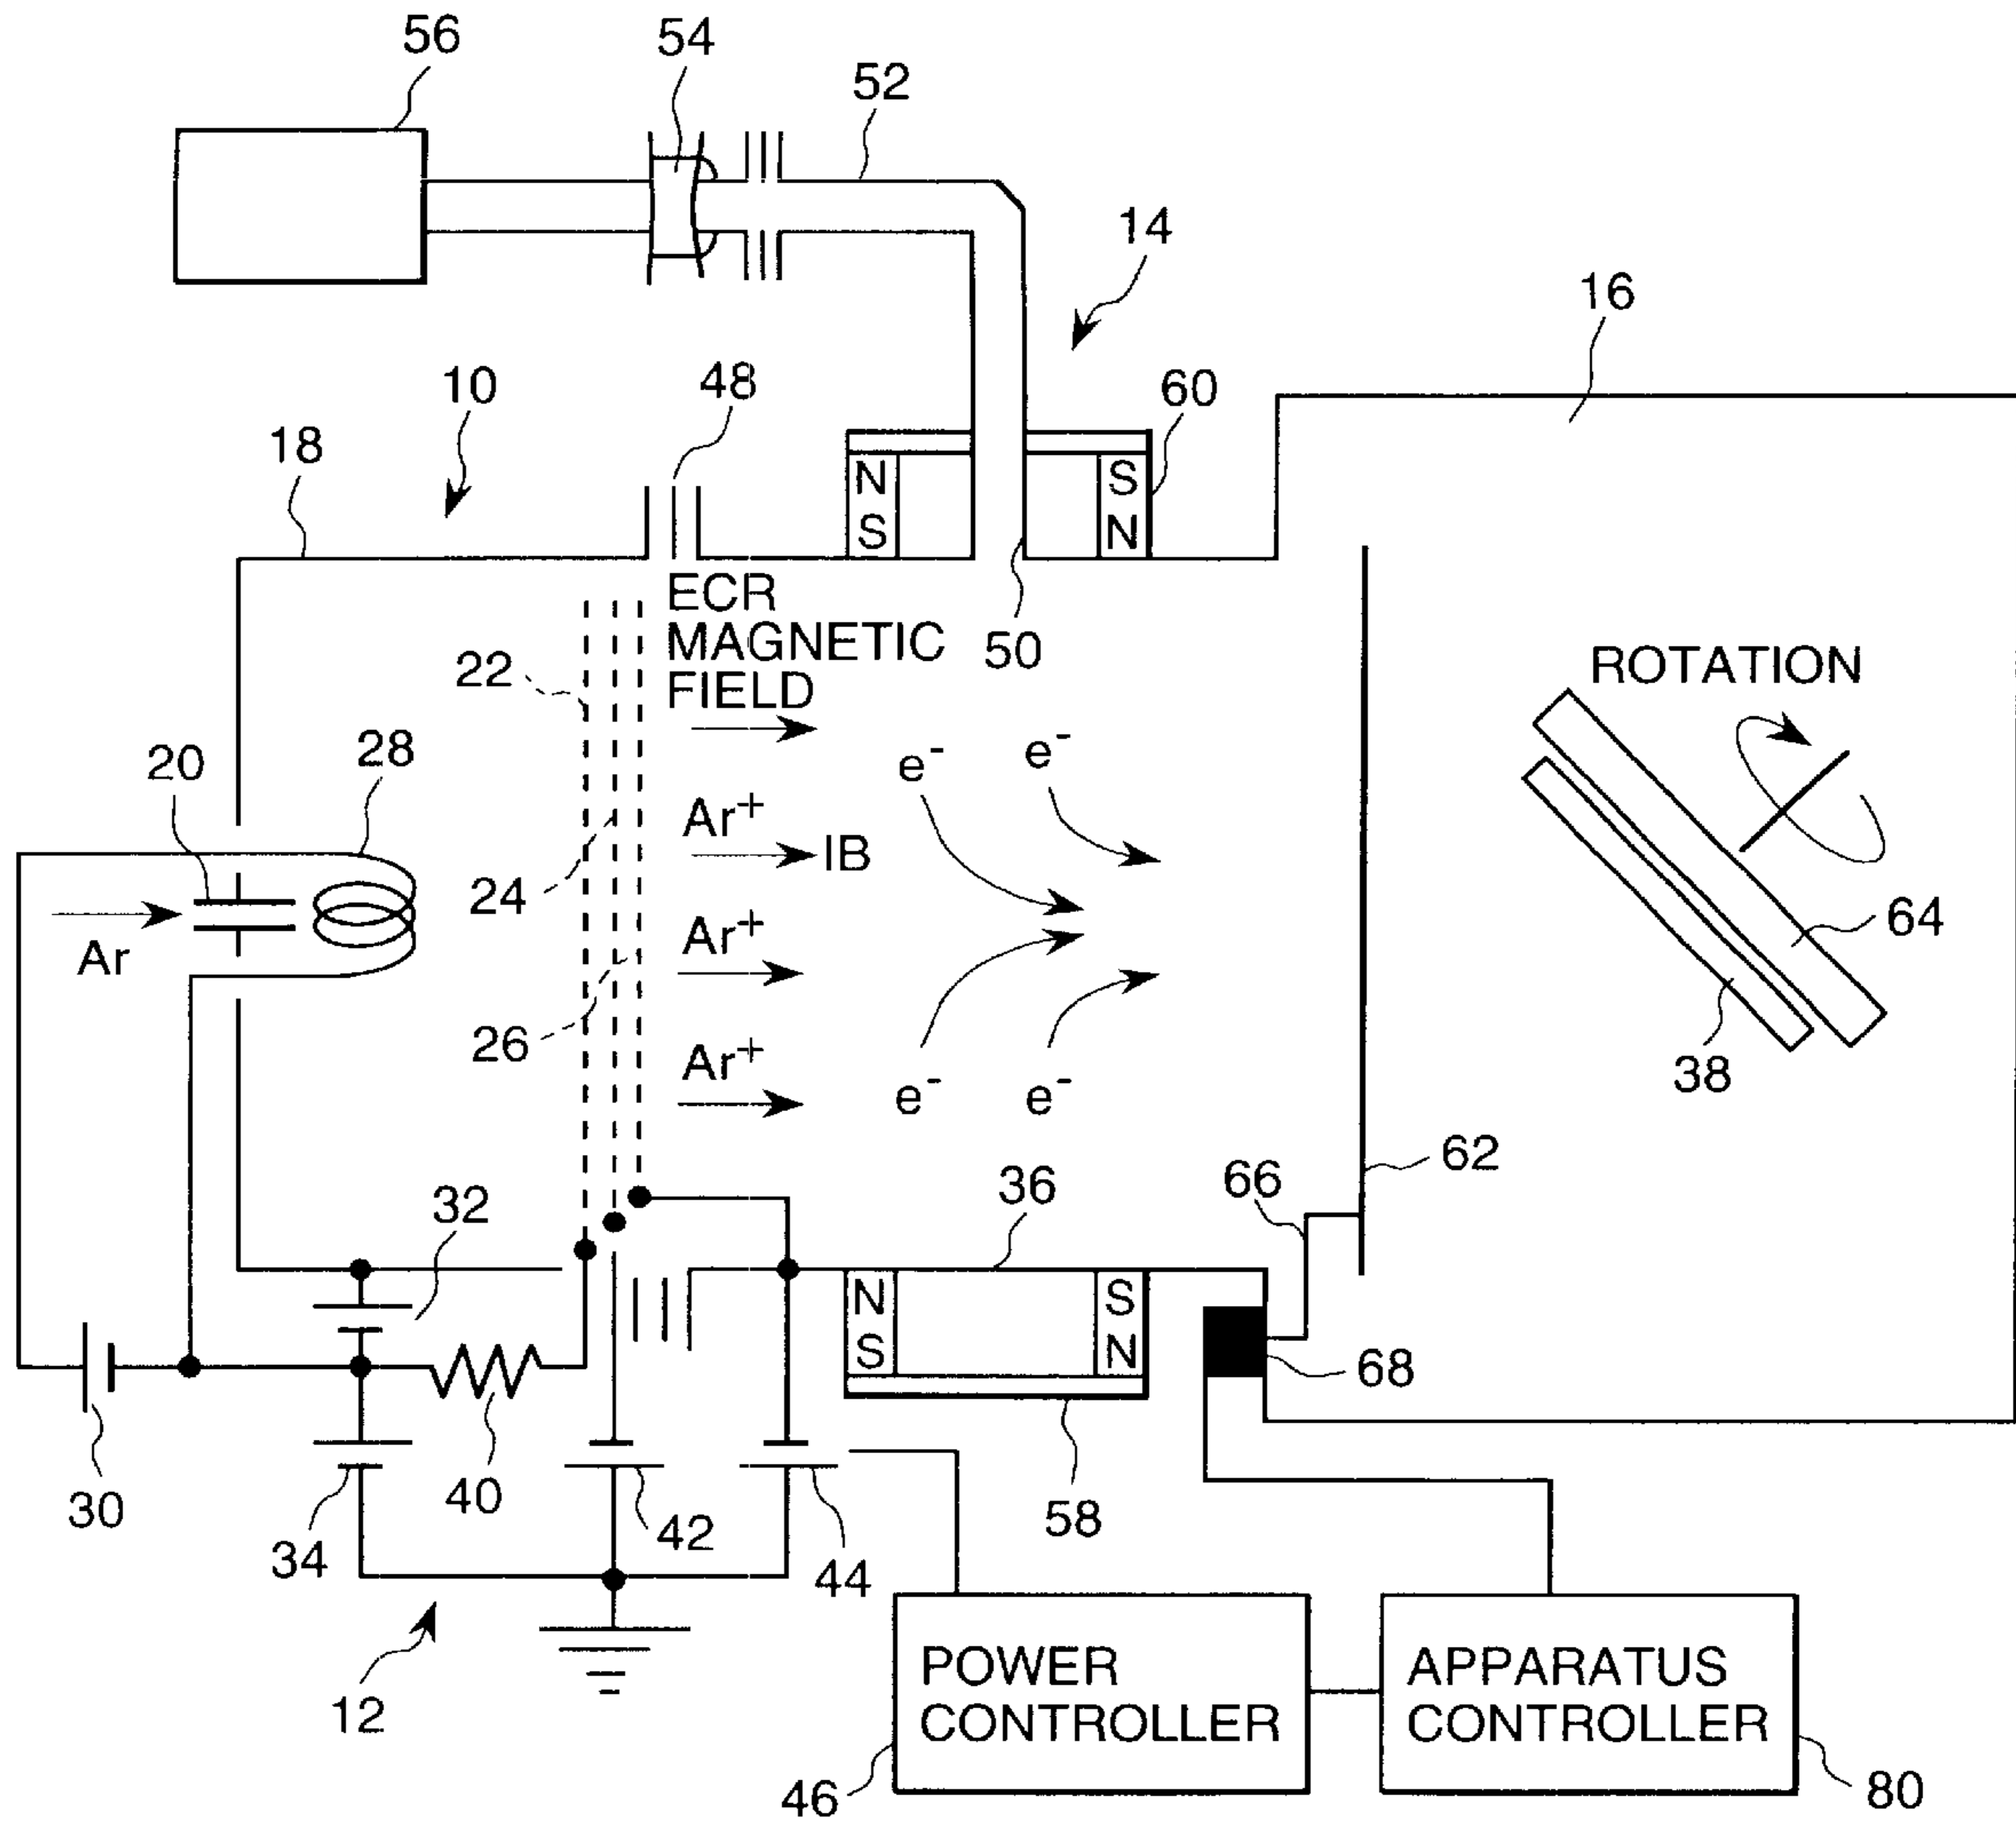 56
54
52
14
16
10
48
60
18
N
S
S
N
ECR
MAGNETIC
FIELD
50
22
ROTATION
20
28
e-
e-
Ar+
IB
24
Ar+
64
Ar
26
Ar+
38
e-
e-
62
66
36
32
N
S
S
N
68
30
40
58
34
42
44
12
POWER
CONTROLLER
APPARATUS
CONTROLLER
46
80